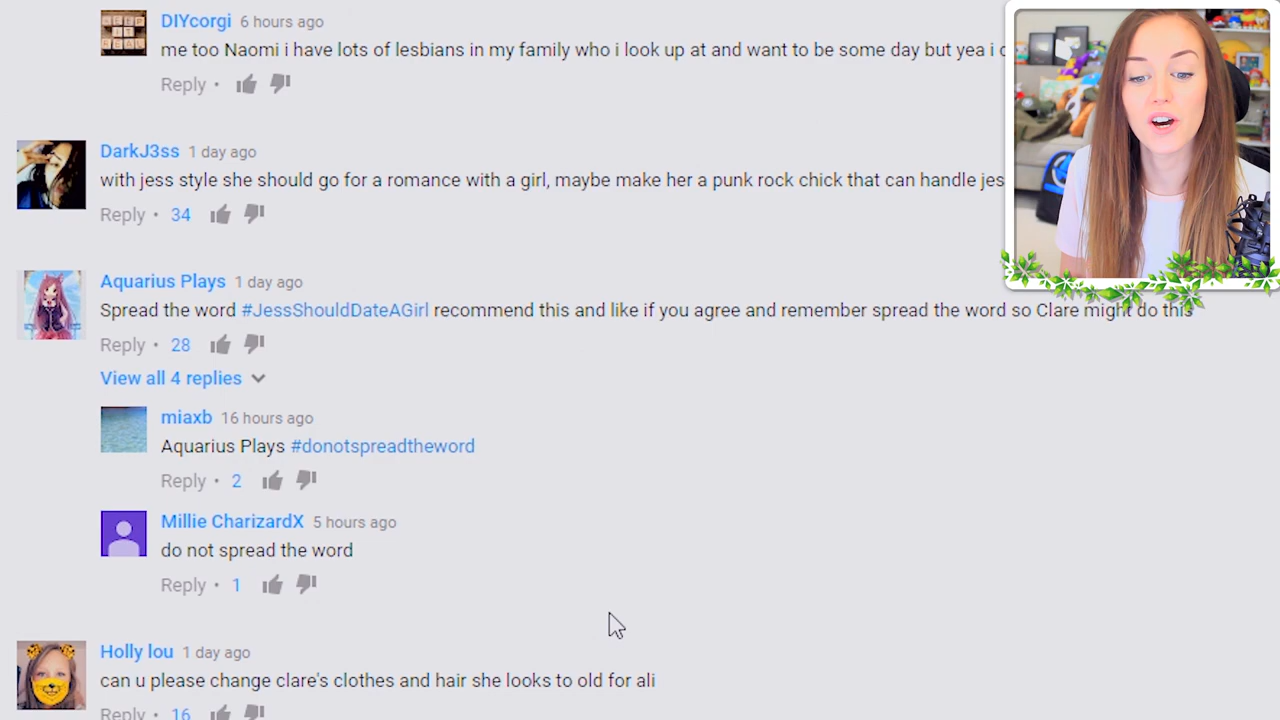 DIYcorgi 6 hours ago
me too Naomi i have lots of lesbians in my family who i look up at and want to be some day but yea i
Reply •
DarkJ3ss 1 day ago
with jess style she should go for a romance with a girl, maybe make her a punk rock chick that can handle jes
Reply • 34
Aquarius Plays 1 day ago
Spread the word #JessShouldDateAGirl recommend this and like if you agree and remember spread the word so Clare might do this
Reply • 28
View all 4 replies
miaxb 16 hours ago
Aquarius Plays #donotspreadtheword
Reply • 2
Millie CharizardX 5 hours ago
do not spread the word
Reply • 1
Holly lou 1 day ago
can u please change clare's clothes and hair she looks to old for ali
Reply • 16